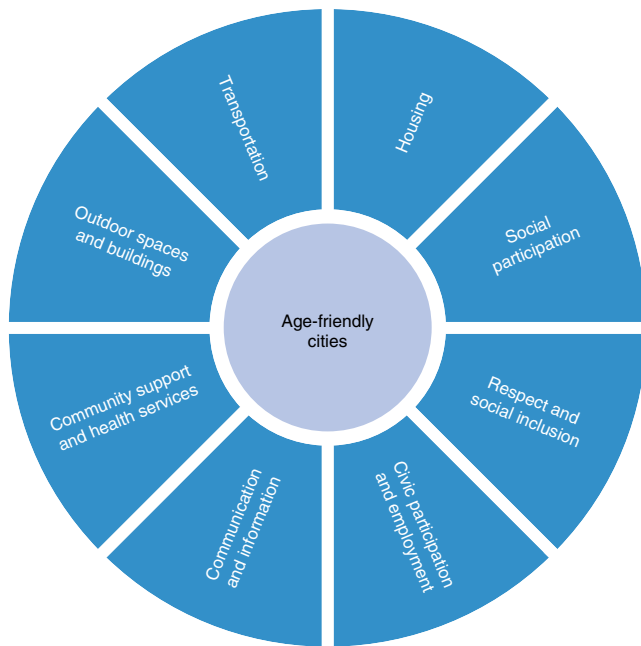 Transportation
Housing
Outdoor spaces
and buildings
Social
participation
Age-friendly
cities
Community support
and health services
Respect and
social inclusion
Communication
and information
Civic participation
and employment